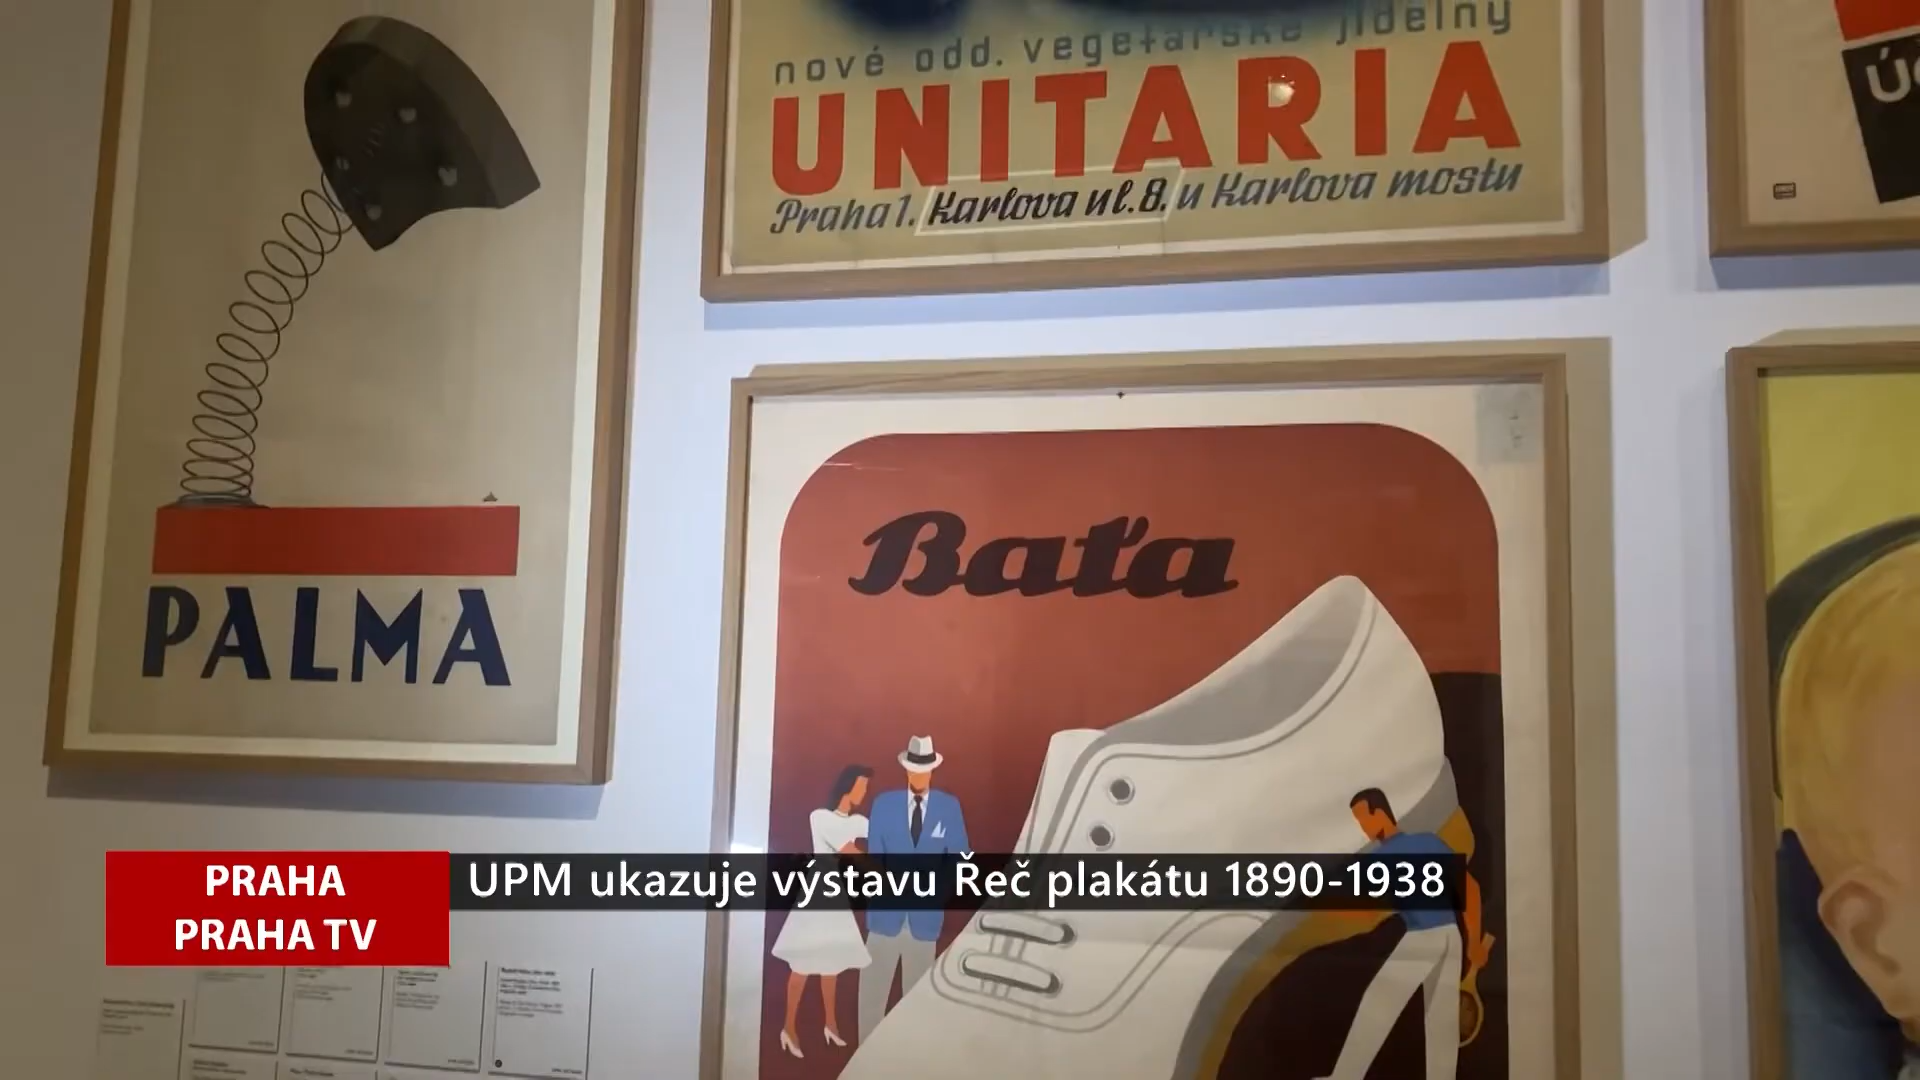 nové odd. vegetářské jídelny
UNITARIA
Praha 1. Karlova ul. 8. u Karlova mostu
PALMA
Baťa
PRAHA
PRAHA TV
UPM ukazuje výstavu Řeč plakátu 1890-1938